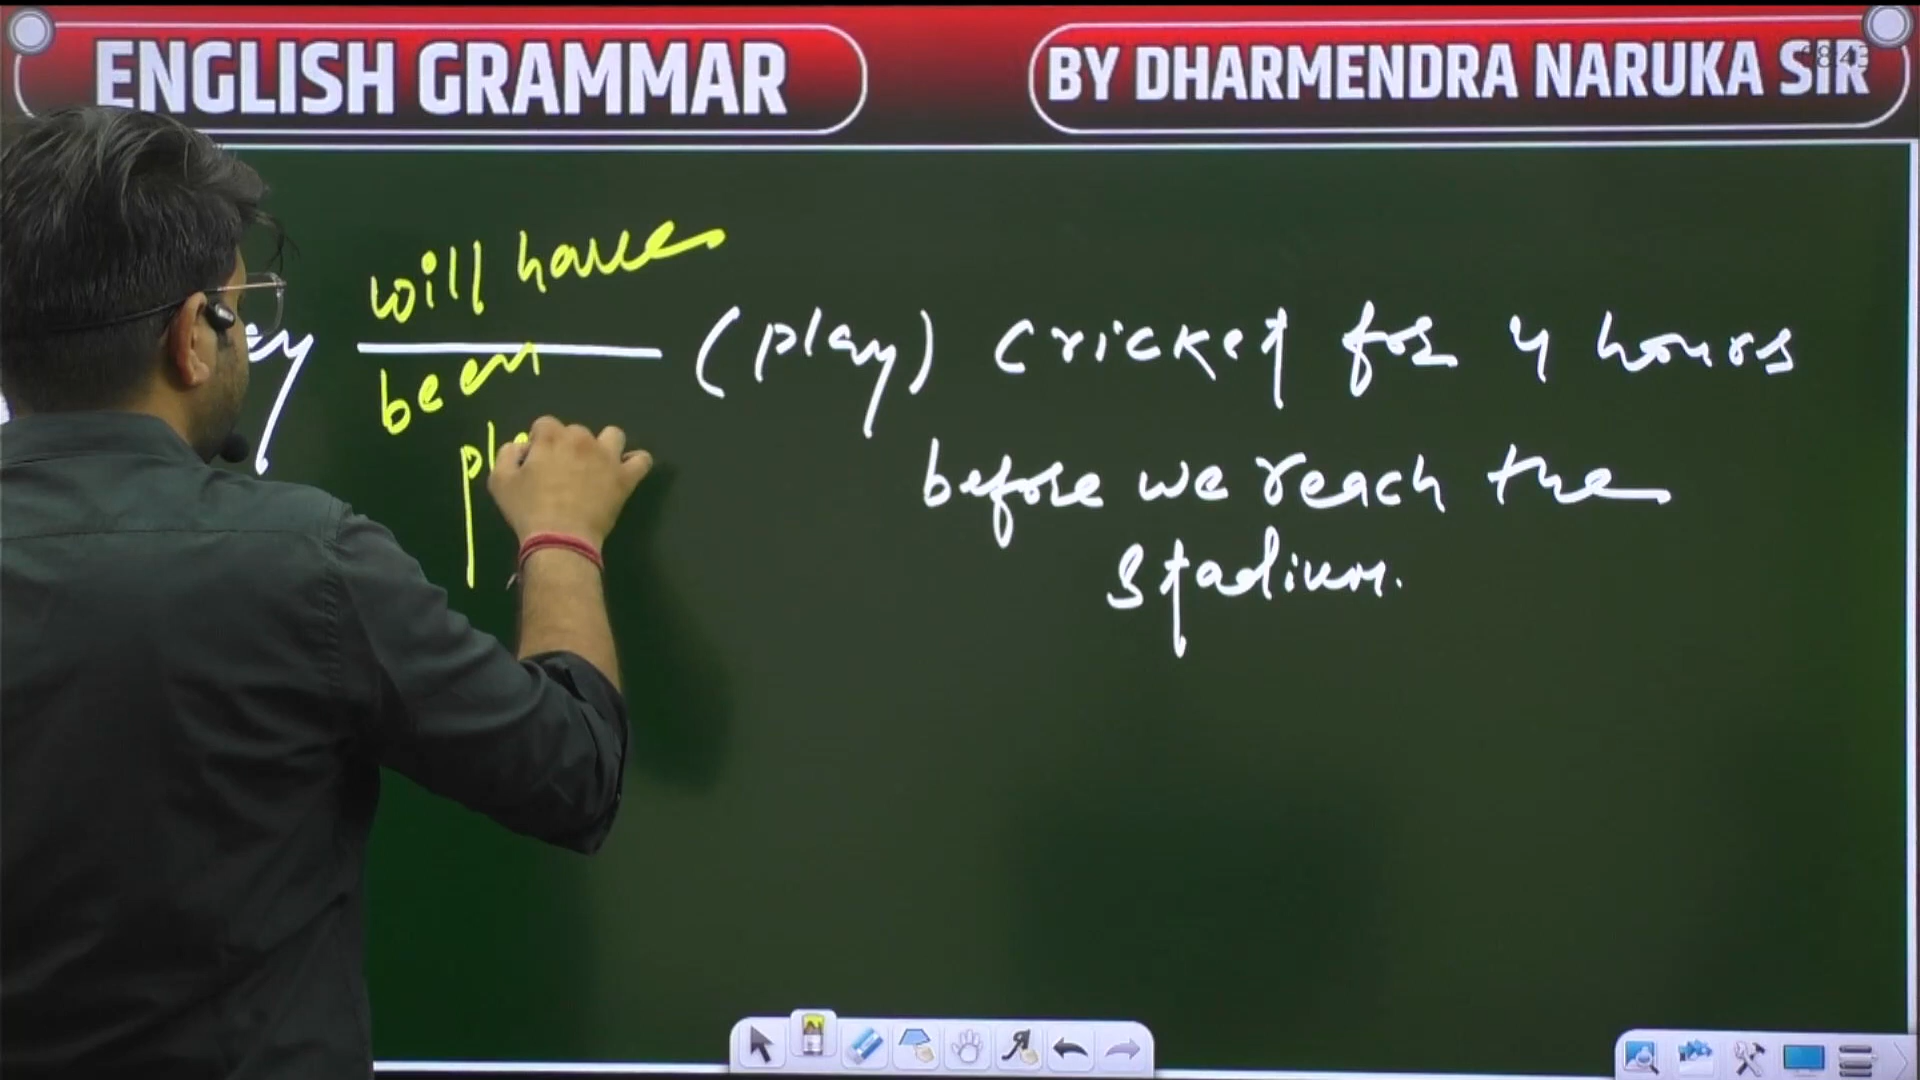 ENGLISH GRAMMAR
BY DHARMENDRA NARUKA SIR
will have
(play) cricket for 4 hours
been
before we reach the
stadium.